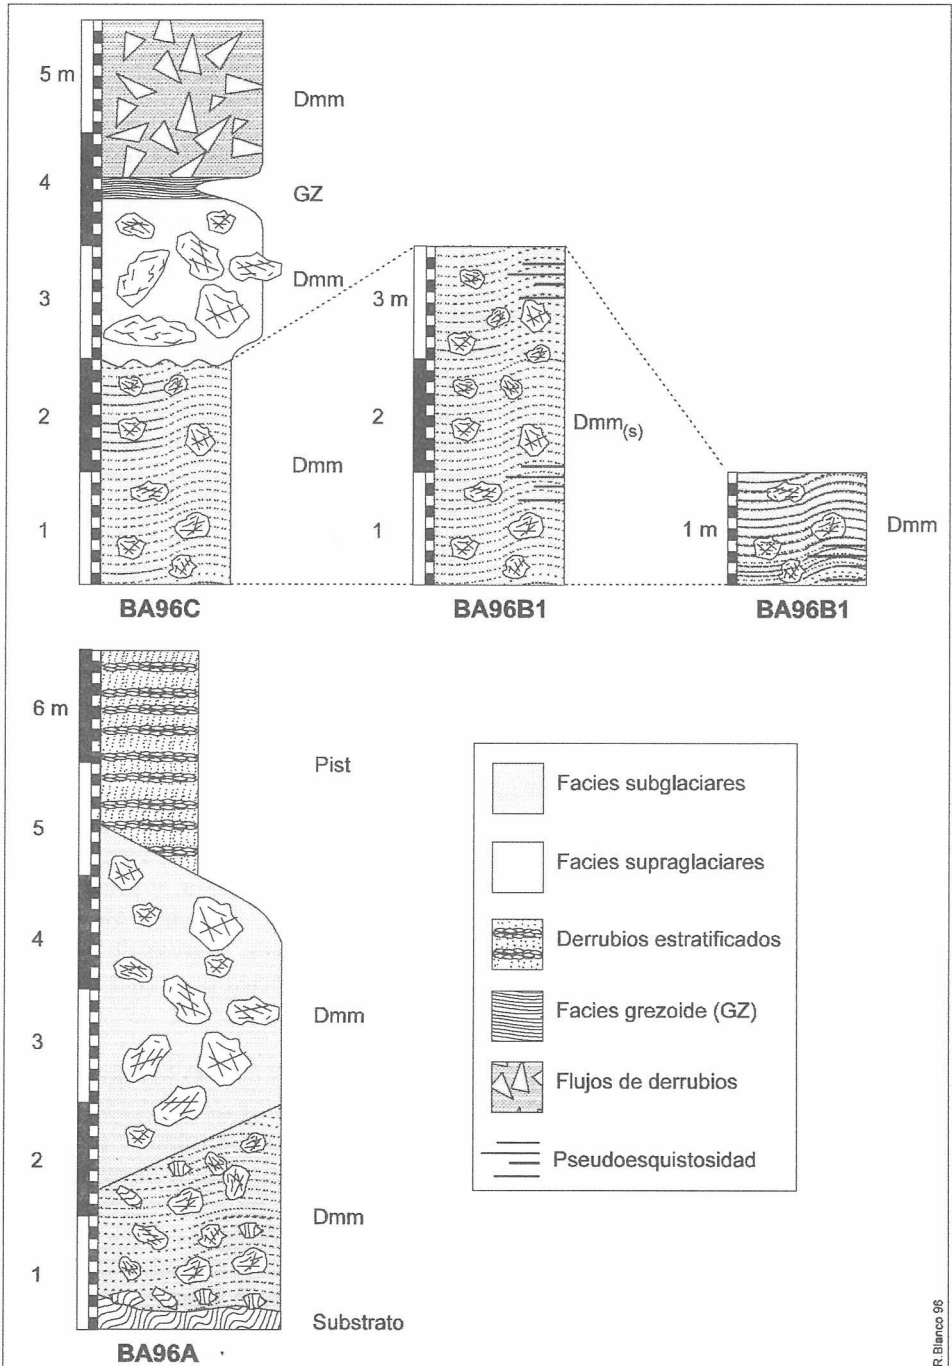 5 m
Dmm
4
GZ
3
Dmm
2
Dmm
1
BA96C
3 m
2
Dmm(s)
1
BA96B1
1 m
Dmm
BA96B1
6 m
Pist
5
4
3
Dmm
2
Dmm
1
Substrato
BA96A
Facies subglaciares
Facies supraglaciares
Derrubios estratificados
Facies grezoide (GZ)
Flujos de derrubios
Pseudoesquistosidad
R.Blanco 96